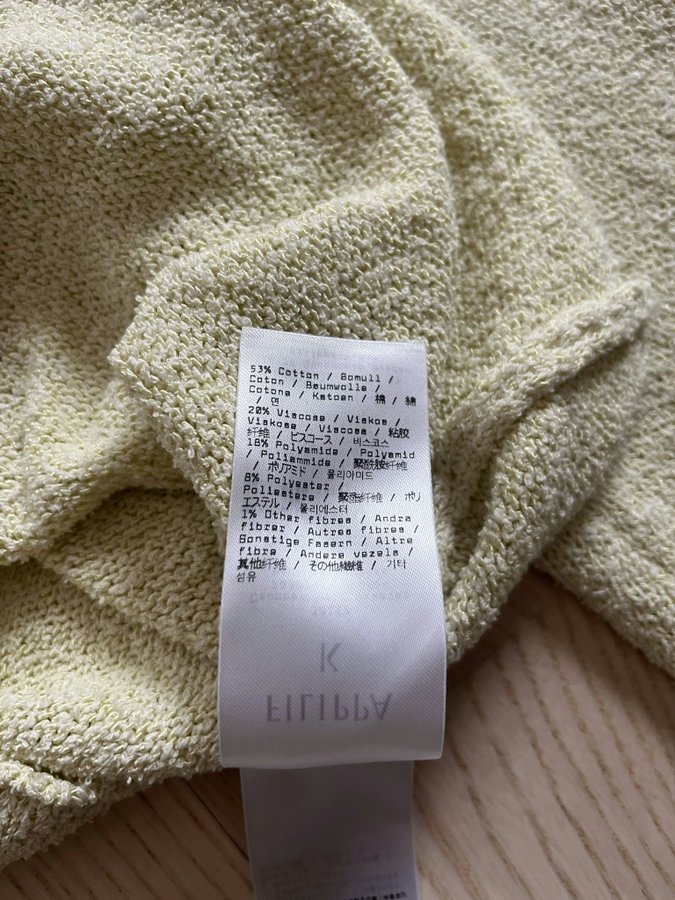 53% Cotton / Bomull /
Coton / Baumwolle /
Cotone / Katoen / 棉 / 綿
/ 면
20% Viscose / Viskos /
Viskose / Viscosa / 粘胶
纤维 / ビスコース / 비스코스
18% Polyamide / Polyamid
/ Poliammide / 聚酰胺纤维
/ ポリアミド / 폴리아미드
8% Polyester /
Poliestere / 聚酯纤维 / ポリ
エステル / 폴리에스터
1% Other fibres / Andra
fibrer / Autres fibres /
Sonstige Fasern / Altre
fibre / Andere vezels /
其他纤维 / その他繊維 / 기타
섬유
K
FILIPPA